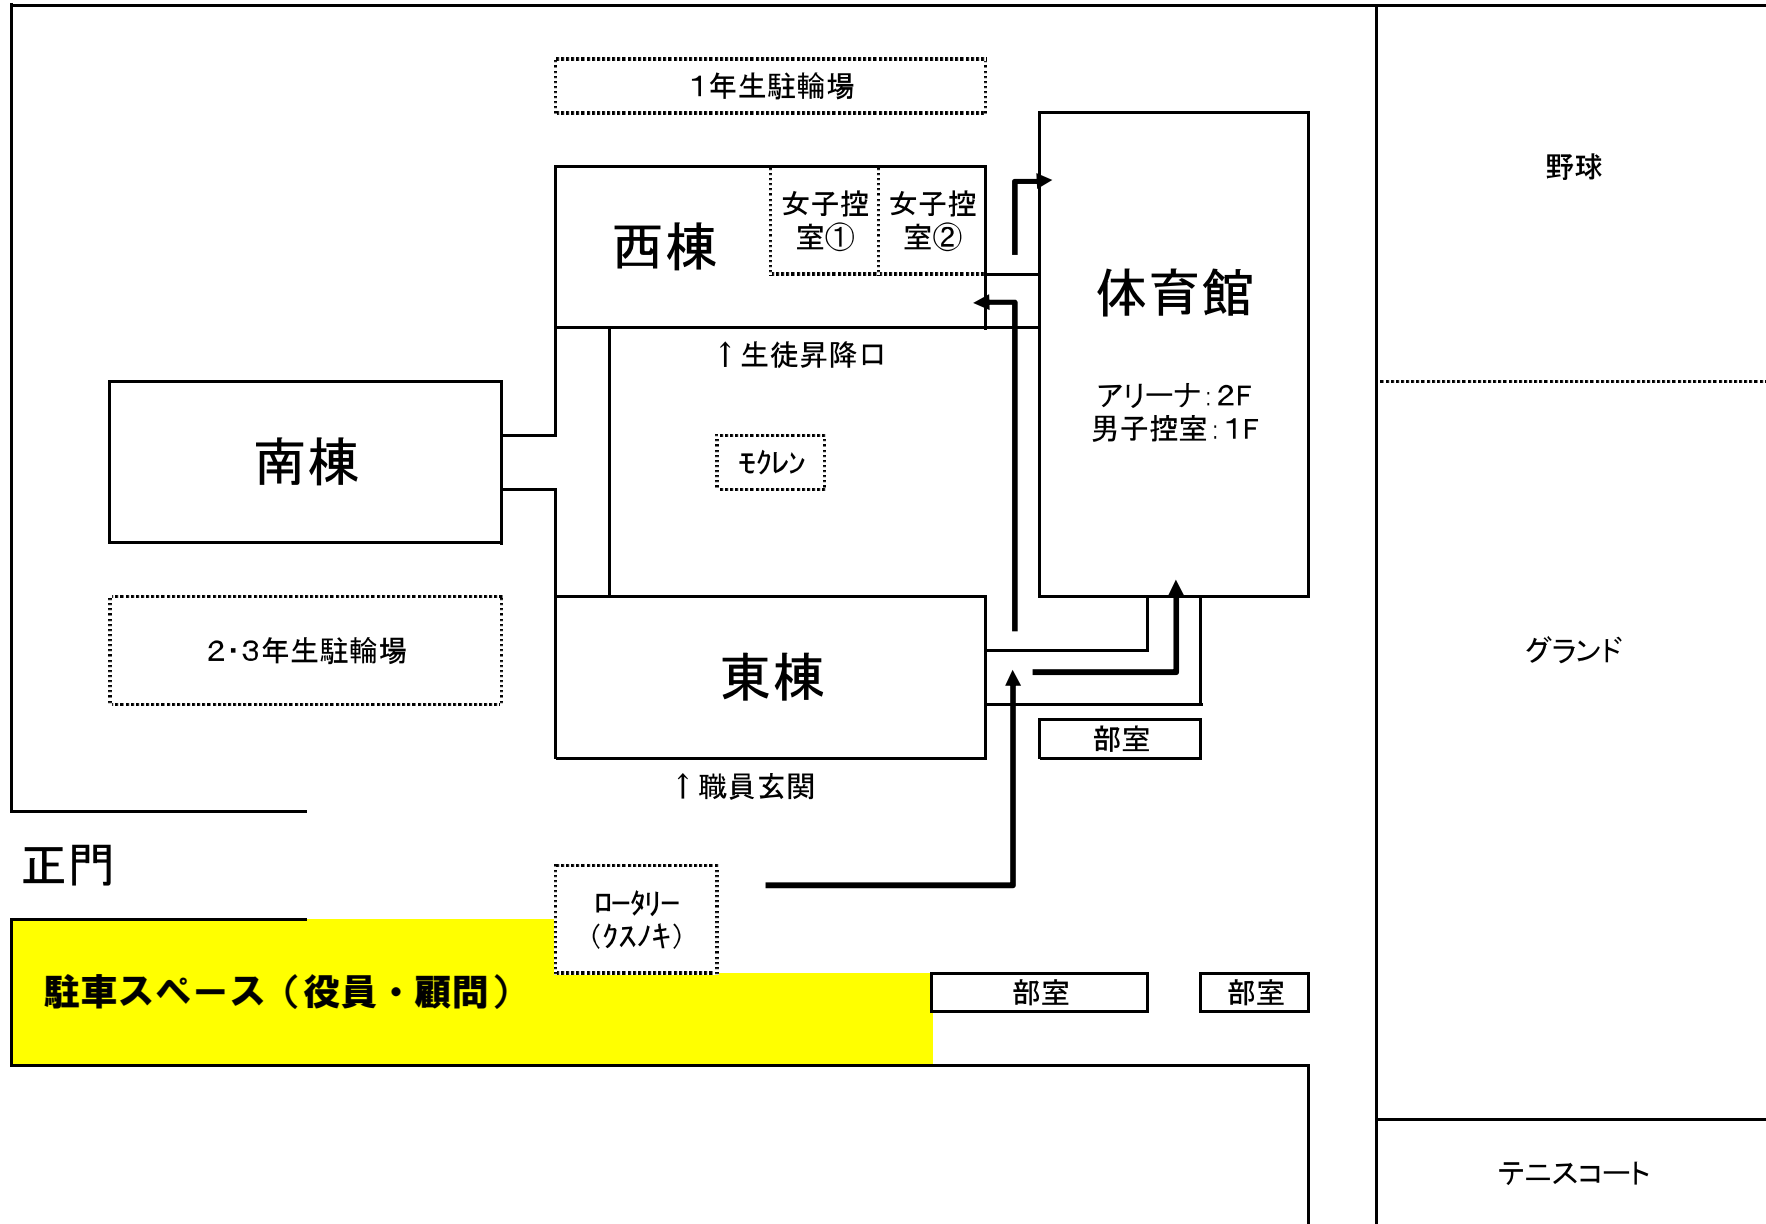 1年生駐輪場
野球
女子控
室①
女子控
室②
西棟
体育館
↑生徒昇降口
アリーナ:2F
男子控室:1F
南棟
モクレン
2・3年生駐輪場
グランド
東棟
部室
↑職員玄関
正門
ロータリー
(クスノキ)
駐車スペース(役員・顧問)
部室
部室
テニスコート